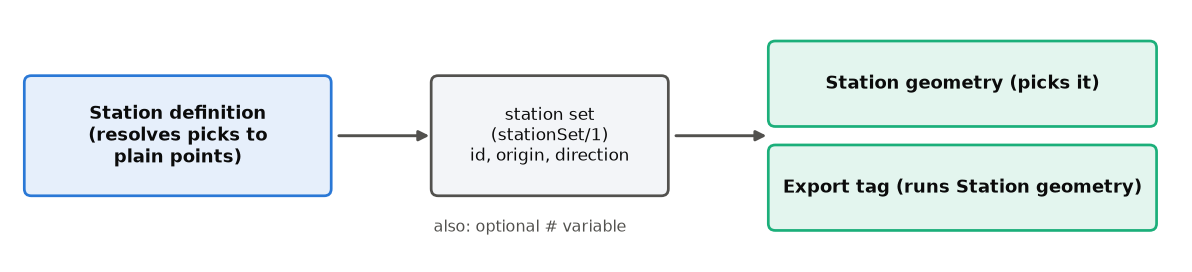 Station definition
(resolves picks to
plain points)
station set
(stationSet/1)
id, origin, direction
also: optional # variable
Station geometry (picks it)
Export tag (runs Station geometry)